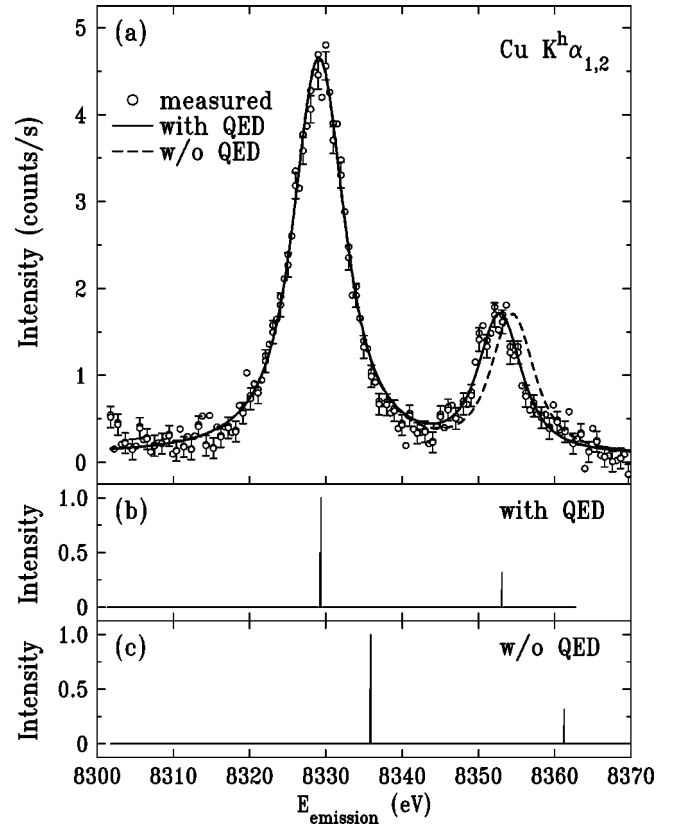 (a)
Cu Kʰα₁,₂
measured
with QED
w/o QED
Intensity (counts/s)
5
4
3
2
1
0
(b)
with QED
Intensity
1.0
0.5
0
(c)
w/o QED
Intensity
1.0
0.5
0
8300 8310 8320 8330 8340 8350 8360 8370
E_emission (eV)